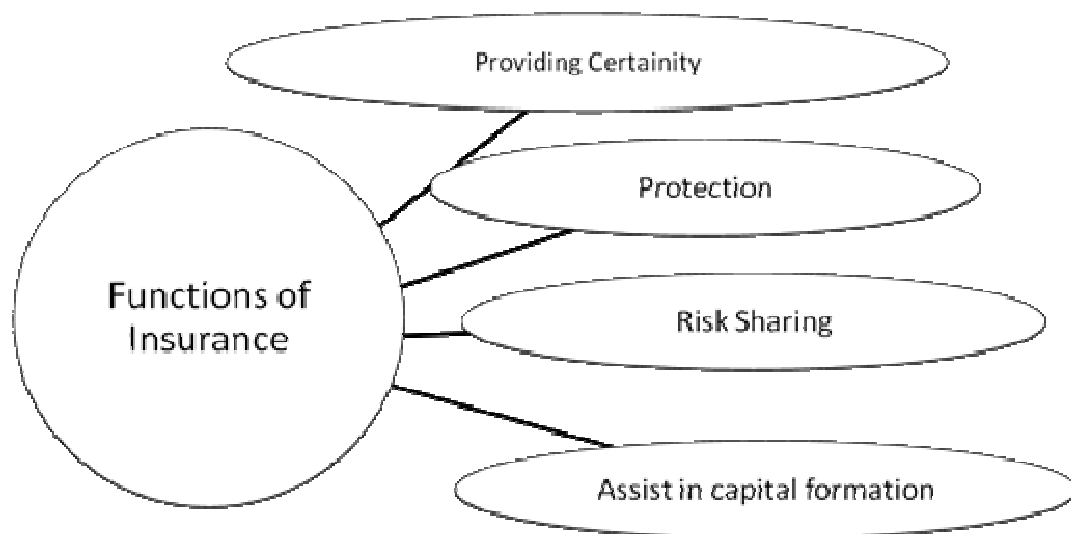 Providing Certainity
Protection
Functions of
Insurance
Risk Sharing
Assist in capital formation